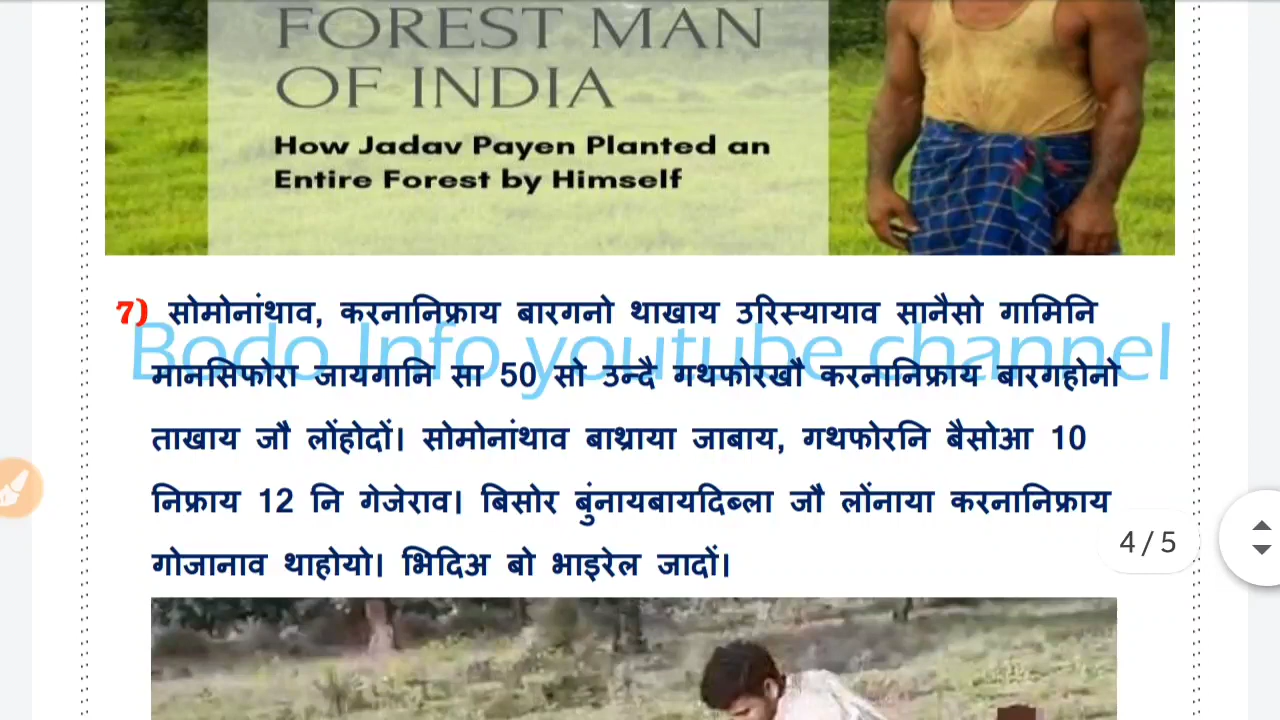 FOREST MAN
OF INDIA
How Jadav Payen Planted an
Entire Forest by Himself
7) सोमोनांथाव, करनानिफ्राय बारगनो थाखाय उरिस्यायाव सानैसो गामिनि
Bodo Info youtube channel
मानसिफोरा जायगानि सा 50 सो उन्दै गथफोरखौ करनानिफ्राय बारगहोनो
ताखाय जौ लोंहोदों। सोमोनांथाव बाथ्राया जाबाय, गथफोरनि बैसोआ 10
निफ्राय 12 नि गेजेराव। बिसोर बुंनायबायदिब्ला जौ लोंनाया करनानिफ्राय
गोजानाव थाहोयो। भिदिअ बो भाइरेल जादों।
4 / 5